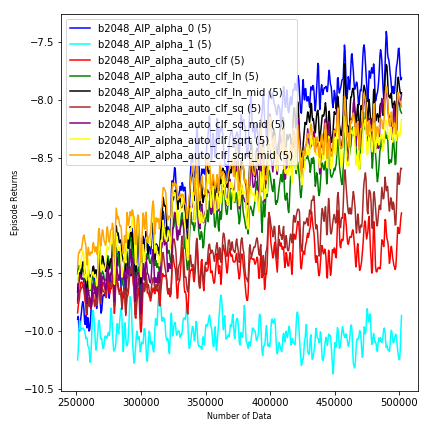 b2048_AIP_alpha_0 (5)
b2048_AIP_alpha_1 (5)
b2048_AIP_alpha_auto_clf (5)
b2048_AIP_alpha_auto_clf_ln (5)
b2048_AIP_alpha_auto_clf_ln_mid (5)
b2048_AIP_alpha_auto_clf_sq (5)
b2048_AIP_alpha_auto_clf_sq_mid (5)
b2048_AIP_alpha_auto_clf_sqrt (5)
b2048_AIP_alpha_auto_clf_sqrt_mid (5)
Episode Returns
−7.5
−8.0
−8.5
−9.0
−9.5
−10.0
−10.5
250000 300000 350000 400000 450000 500000
Number of Data